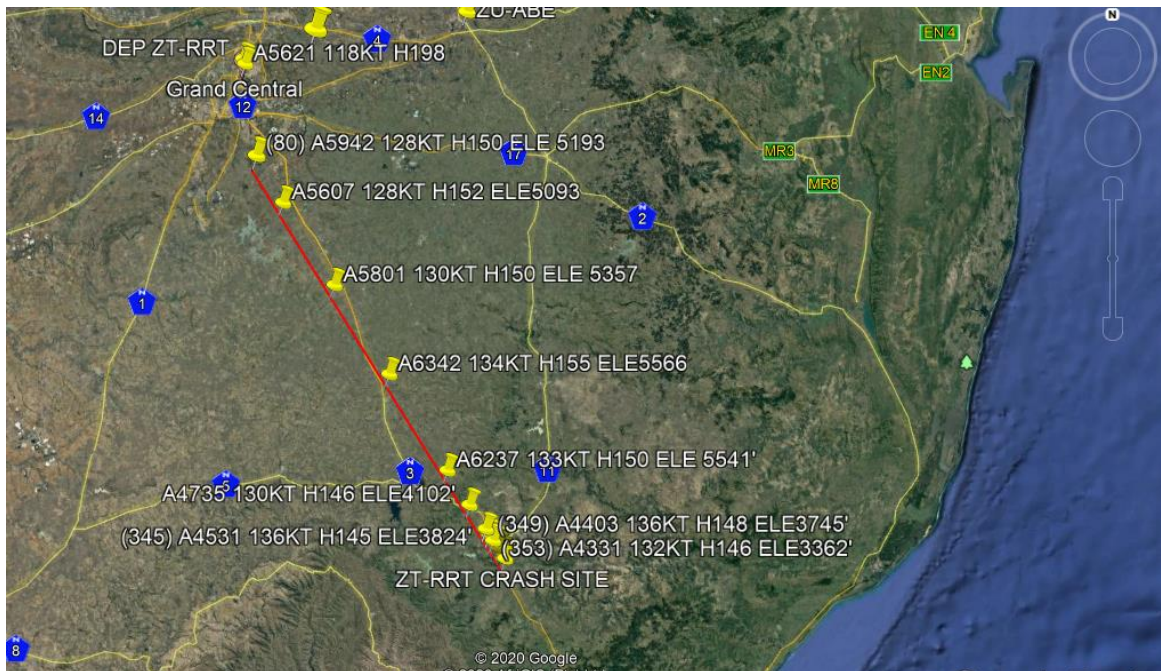 ZU-ABE
N
EN 4
DEP ZT-RRT
A5621 118KT H198
4
EN2
Grand Central
12
14
(80) A5942 128KT H150 ELE 5193
17
MR3
MR8
A5607 128KT H152 ELE5093
2
A5801 130KT H150 ELE 5357
1
A6342 134KT H155 ELE5566
A6237 133KT H150 ELE 5541'
3
11
5
A4735 130KT H146 ELE4102'
(349) A4403 136KT H148 ELE3745'
(345) A4531 136KT H145 ELE3824'
(353) A4331 132KT H146 ELE3362'
ZT-RRT CRASH SITE
8
© 2020 Google